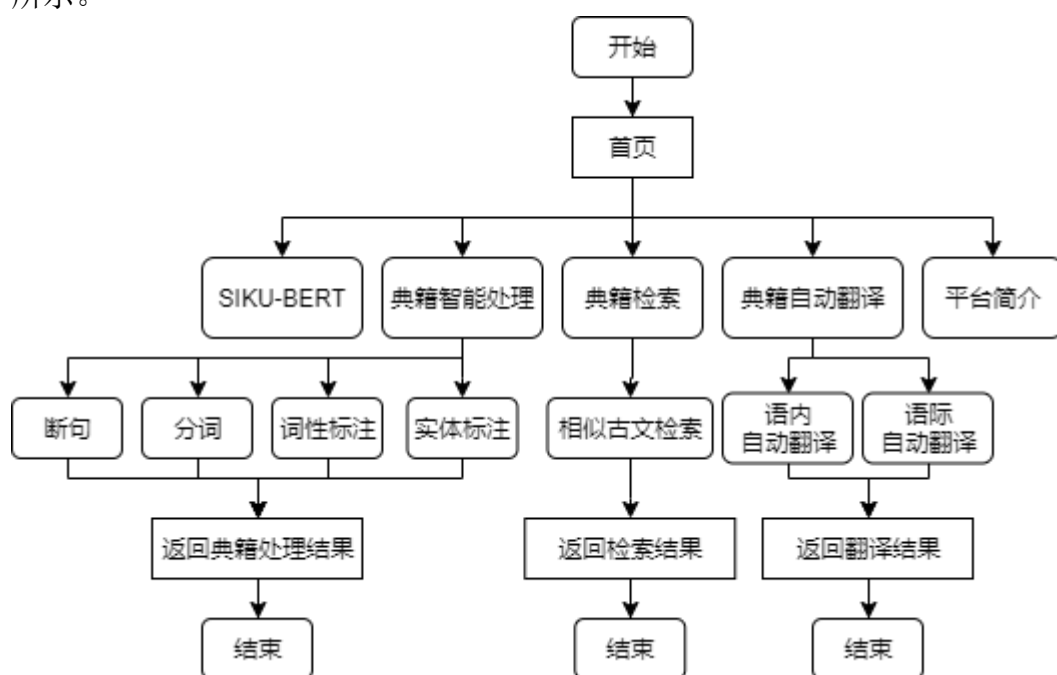 所示。
开始
首页
SIKU-BERT
典籍智能处理
典籍检索
典籍自动翻译
平台简介
断句
分词
词性标注
实体标注
相似古文检索
语内
自动翻译
语际
自动翻译
返回典籍处理结果
返回检索结果
返回翻译结果
结束
结束
结束